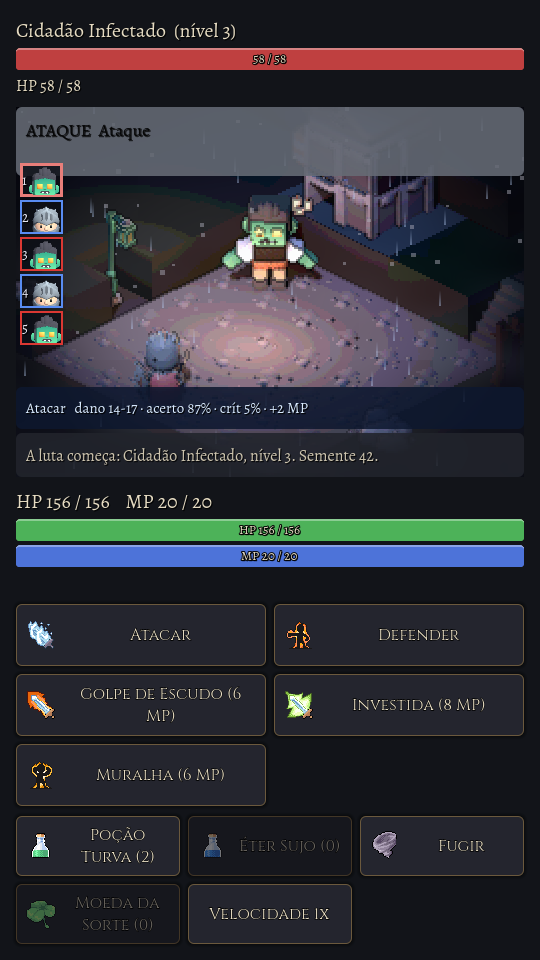 Cidadão Infectado (nível 3)
58 / 58
HP 58 / 58
ATAQUE Ataque
1
2
3
4
5
Atacar dano 14-17 · acerto 87% · crít 5% · +2 MP
A luta começa: Cidadão Infectado, nível 3. Semente 42.
HP 156 / 156 MP 20 / 20
HP 156 / 156
MP 20 / 20
Atacar
Defender
Golpe de Escudo (6
MP)
Investida (8 MP)
Muralha (6 MP)
Poção
Turva (2)
Éter Sujo (0)
Fugir
Moeda da
Sorte (0)
Velocidade 1x